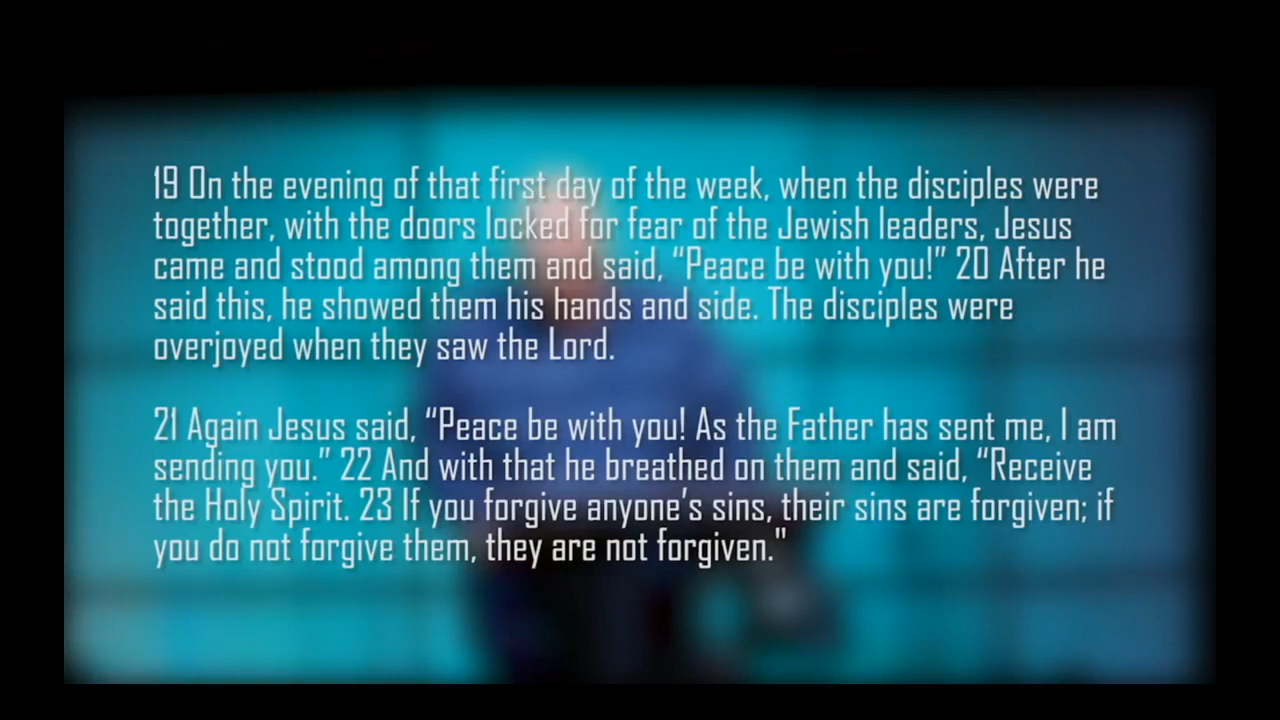 19 On the evening of that first day of the week, when the disciples were
together, with the doors locked for fear of the Jewish leaders, Jesus
came and stood among them and said, “Peace be with you!” 20 After he
said this, he showed them his hands and side. The disciples were
overjoyed when they saw the Lord.
21 Again Jesus said, “Peace be with you! As the Father has sent me, I am
sending you.” 22 And with that he breathed on them and said, “Receive
the Holy Spirit. 23 If you forgive anyone’s sins, their sins are forgiven; if
you do not forgive them, they are not forgiven."